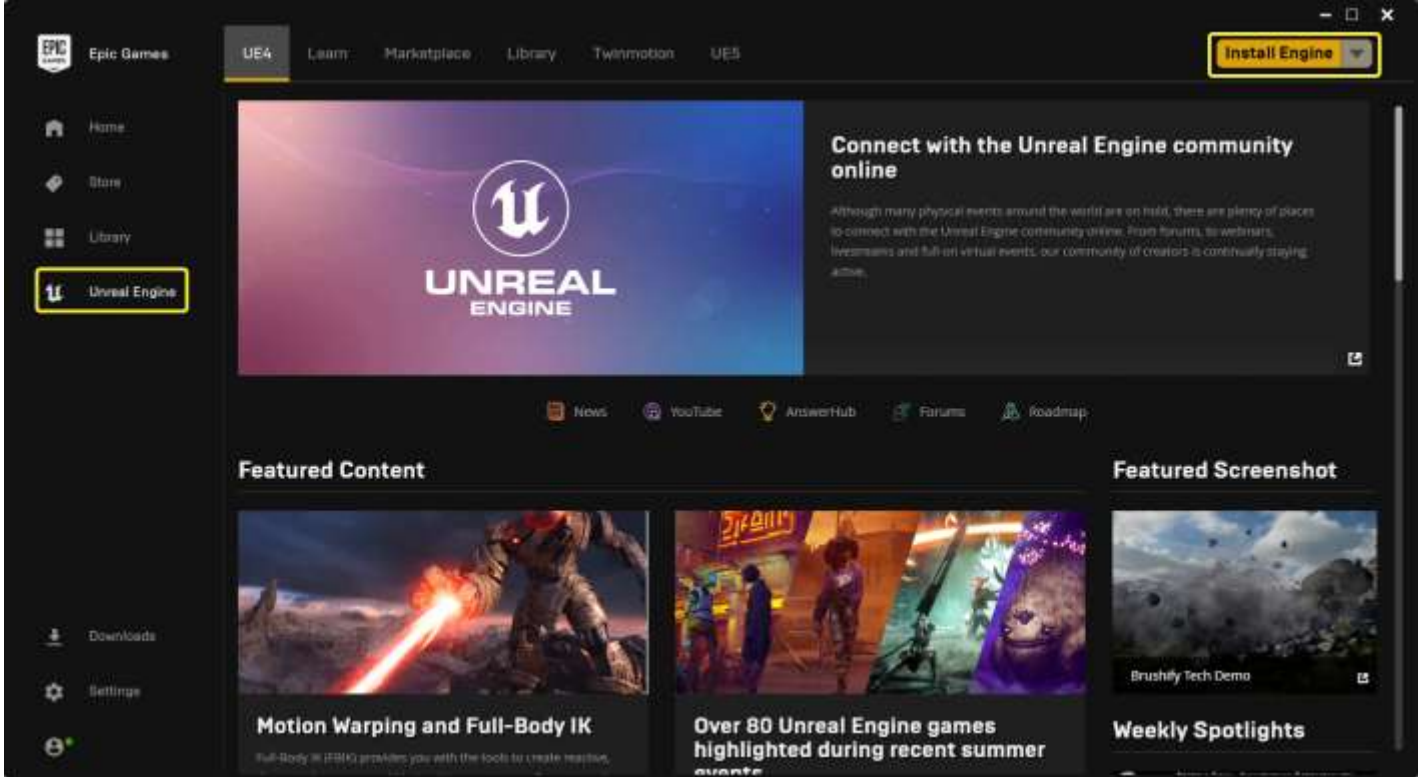 EPIC GAMES
Epic Games
UE4
Learn
Marketplace
Library
Twinmotion
UE5
Install Engine
Home
Store
Library
Unreal Engine
Downloads
Settings
UNREAL
ENGINE
Connect with the Unreal Engine community
online
Although many physical events around the world are on hold, there are plenty of places
to connect with the Unreal Engine community online. From forums, to webinars,
livestreams and full-on virtual events, our community of creators is continually staying
active.
News
YouTube
AnswerHub
Forums
Roadmap
Featured Content
Motion Warping and Full-Body IK
Full-Body IK (FBIK) provides you with the tools to create reactive,
Over 80 Unreal Engine games
highlighted during recent summer
events
Featured Screenshot
Brushify Tech Demo
Weekly Spotlights